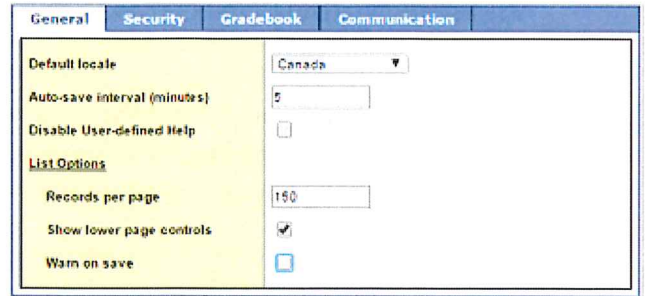 General Security Gradebook Communication
Default locale Canada
Auto-save interval (minutes) 5
Disable User-defined Help
List Options
Records per page 150
Show lower page controls
Warn on save